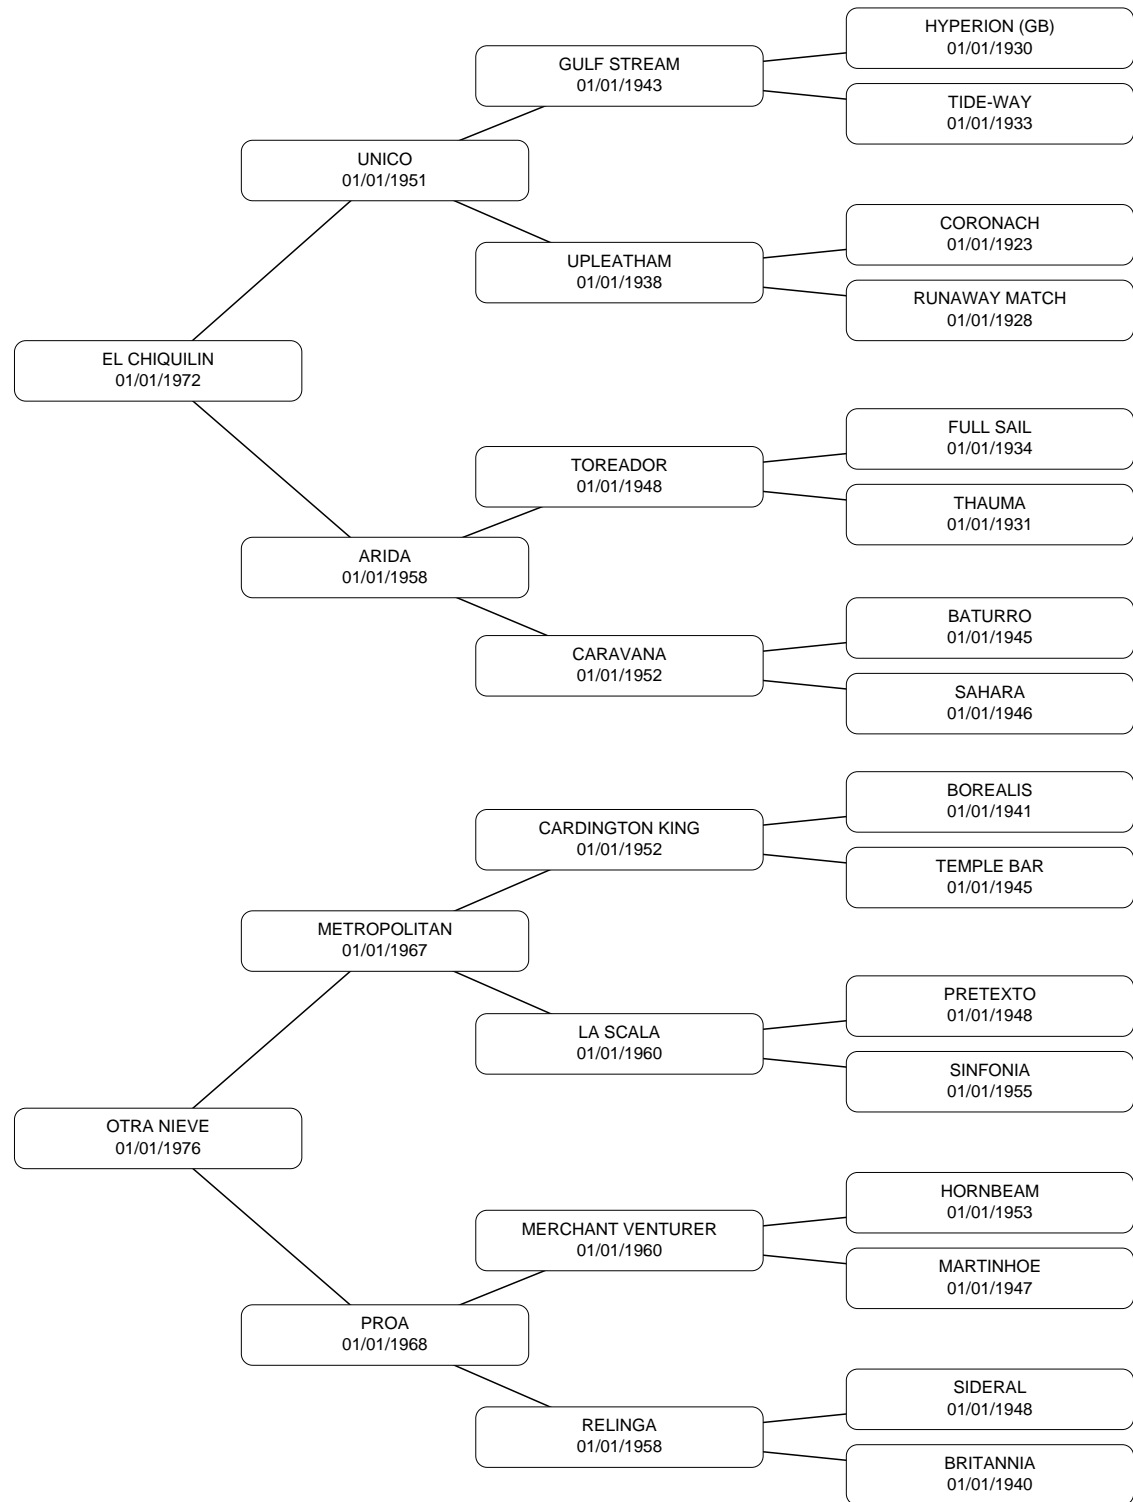 HYPERION (GB)
01/01/1930
GULF STREAM
01/01/1943
TIDE-WAY
01/01/1933
UNICO
01/01/1951
CORONACH
01/01/1923
UPLEATHAM
01/01/1938
RUNAWAY MATCH
01/01/1928
EL CHIQUILIN
01/01/1972
FULL SAIL
01/01/1934
TOREADOR
01/01/1948
THAUMA
01/01/1931
ARIDA
01/01/1958
BATURRO
01/01/1945
CARAVANA
01/01/1952
SAHARA
01/01/1946
BOREALIS
01/01/1941
CARDINGTON KING
01/01/1952
TEMPLE BAR
01/01/1945
METROPOLITAN
01/01/1967
PRETEXTO
01/01/1948
LA SCALA
01/01/1960
SINFONIA
01/01/1955
OTRA NIEVE
01/01/1976
HORNBEAM
01/01/1953
MERCHANT VENTURER
01/01/1960
MARTINHOE
01/01/1947
PROA
01/01/1968
SIDERAL
01/01/1948
RELINGA
01/01/1958
BRITANNIA
01/01/1940